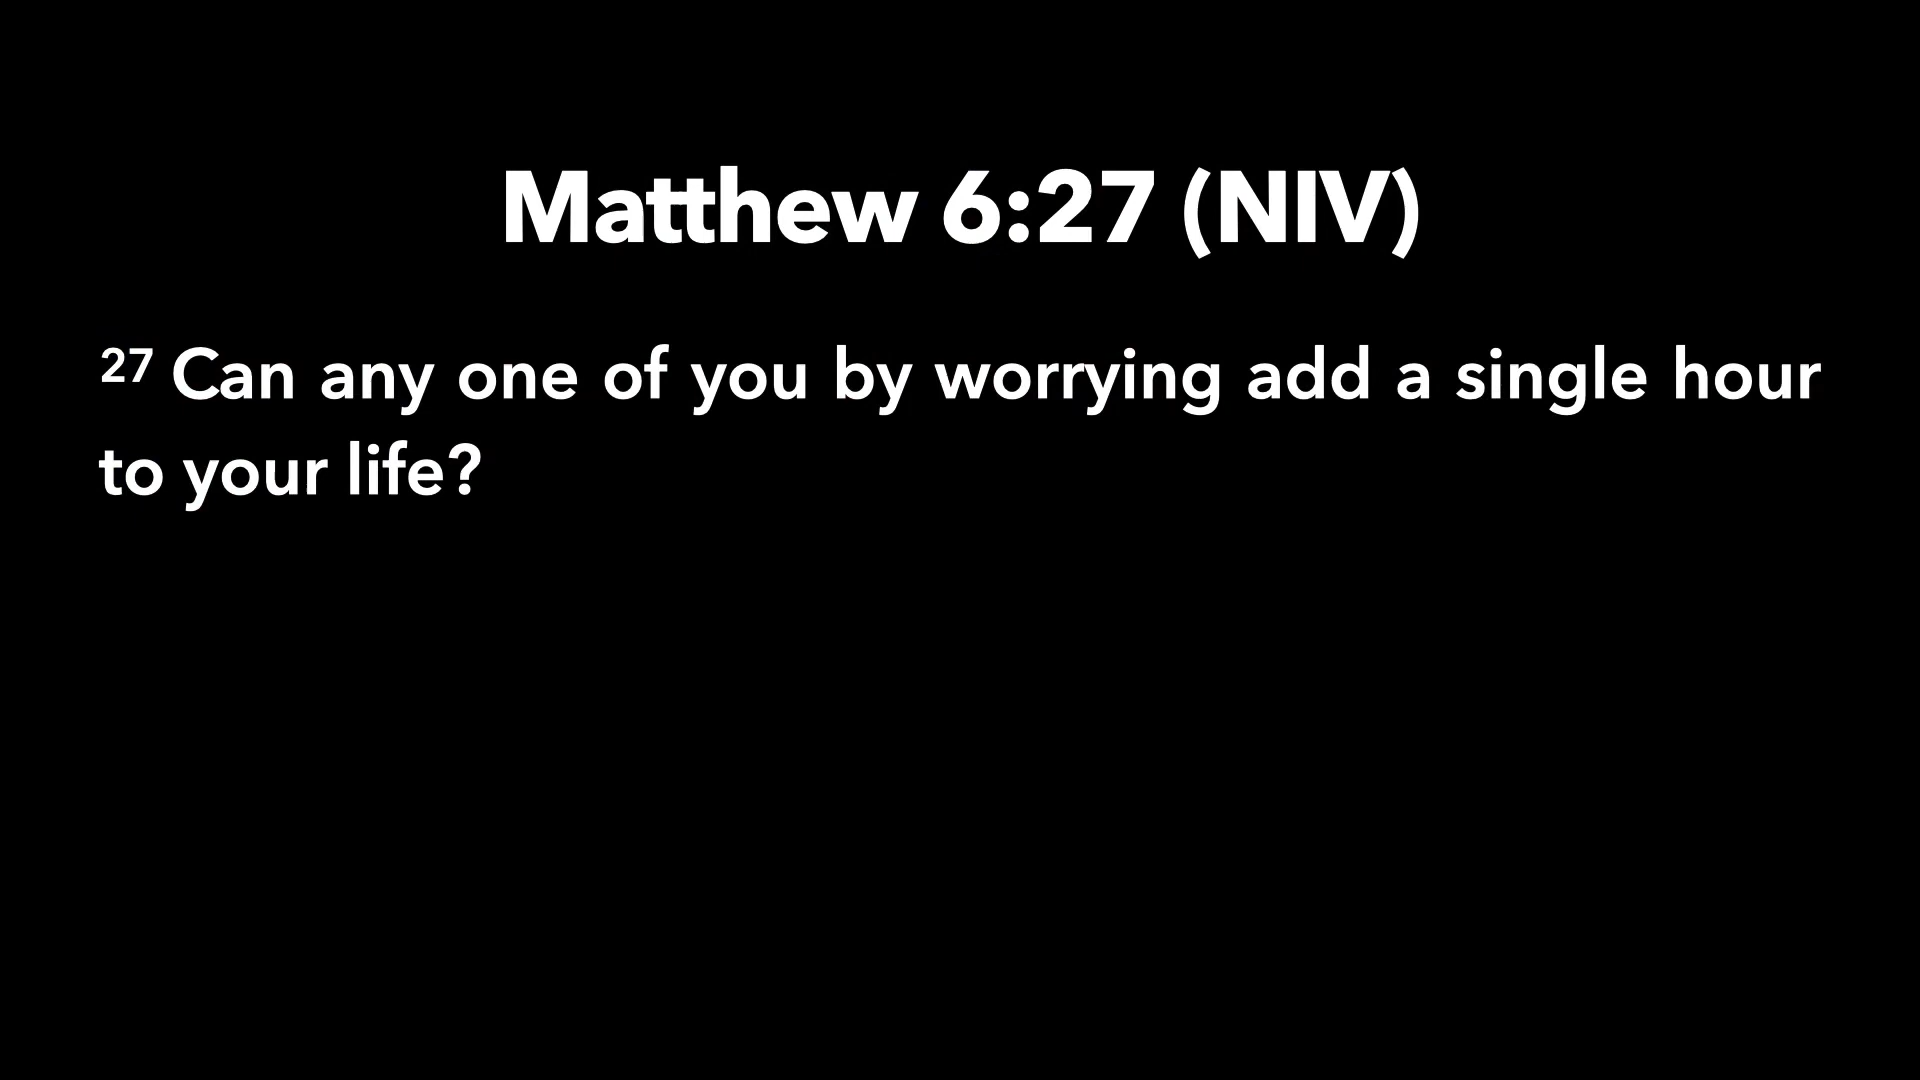 Matthew 6:27 (NIV)
27 Can any one of you by worrying add a single hour
to your life?